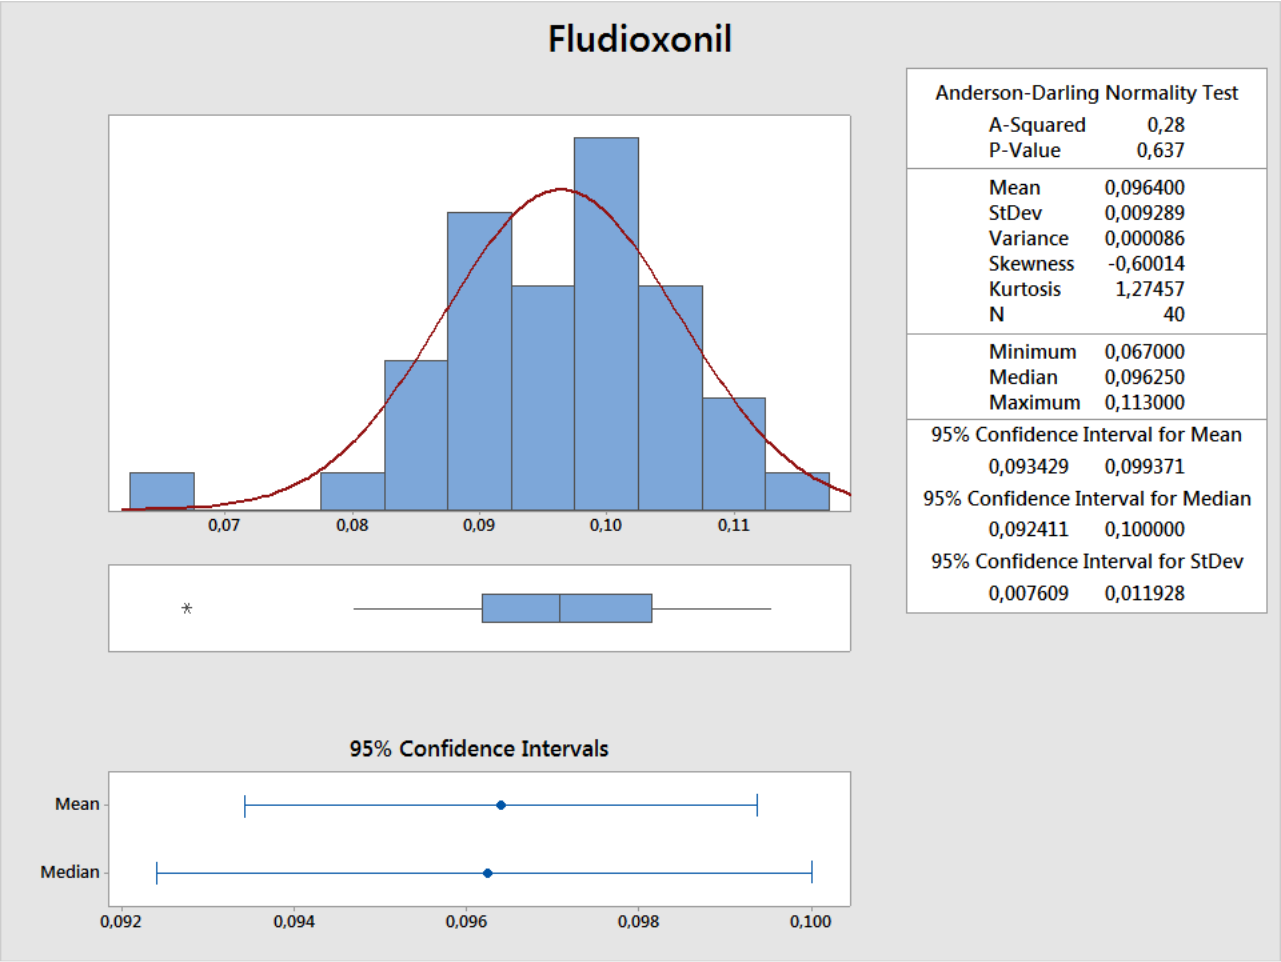 Fludioxonil
Anderson-Darling Normality Test
A-Squared 0,28
P-Value 0,637
Mean 0,096400
StDev 0,009289
Variance 0,000086
Skewness -0,60014
Kurtosis 1,27457
N 40
Minimum 0,067000
Median 0,096250
Maximum 0,113000
95% Confidence Interval for Mean
0,093429 0,099371
95% Confidence Interval for Median
0,092411 0,100000
95% Confidence Interval for StDev
0,007609 0,011928
0,07 0,08 0,09 0,10 0,11
95% Confidence Intervals
Mean
Median
0,092 0,094 0,096 0,098 0,100